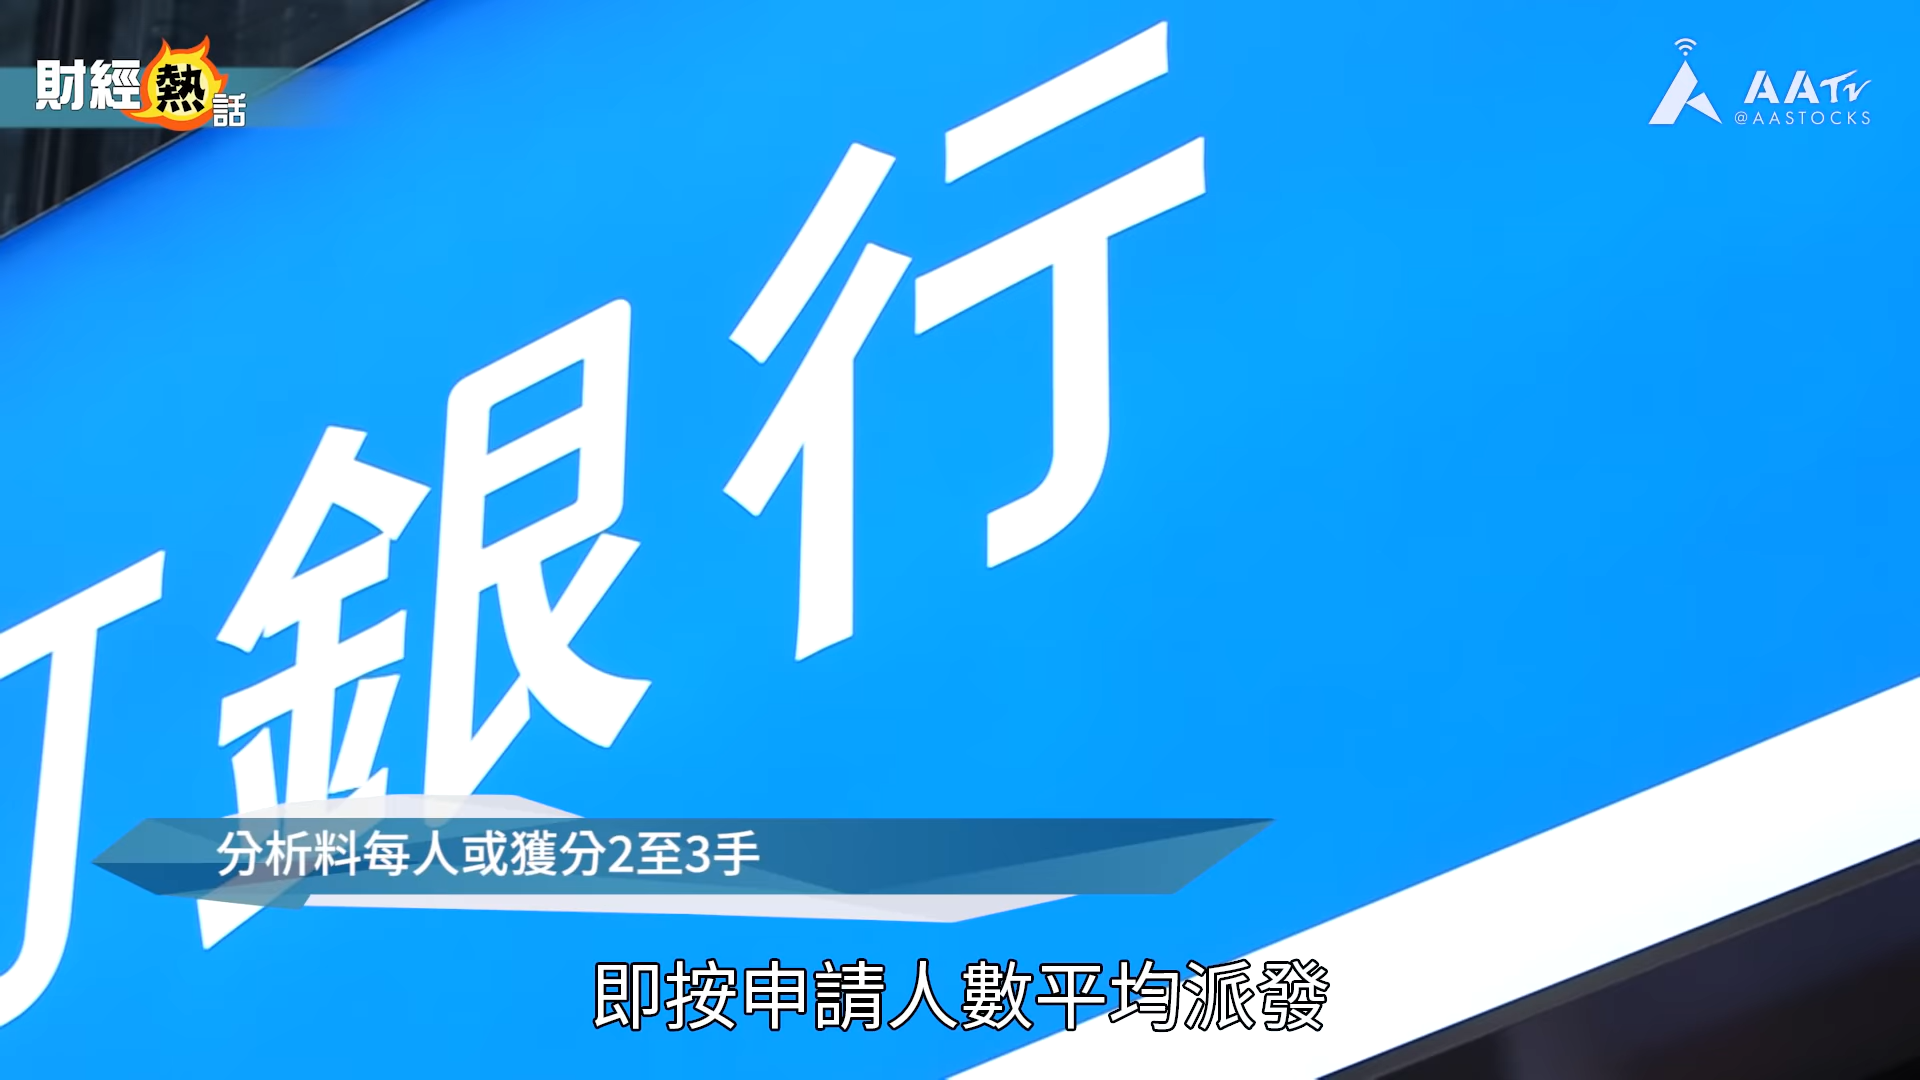 財經熱話
AATV
@AASTOCKS
銀行
分析料每人或獲分2至3手
即按申請人數平均派發